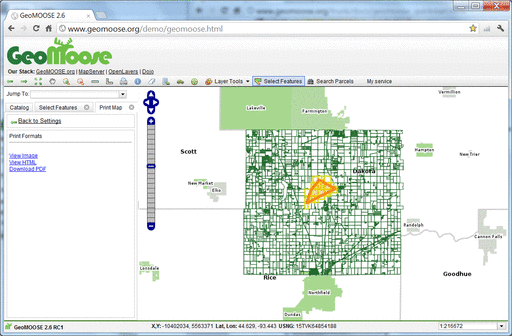 GeoMOOSE 2.6
www.geomoose.org/demo/geomoose.html
GeoMoose
Our Stack: GeoMOOSE.org | MapServer | OpenLayers | Dojo
Layer Tools Select Features Search Parcels My service
Jump To:
Catalog Select Features Print Map
Back to Settings
Print Formats
View Image
View HTML
Download PDF
Vermillion
Lakeville
Farmington
Scott
Hampton
New Trier
Dakota
New Market
Elko
Randolph
Cannon Falls
Lonsdale
Rice
Goodhue
Northfield
Dundas
GeoMOOSE 2.6 RC1
X,Y: -10402034, 5563371 Lat, Lon: 44.629, -93.443 USNG: 15TVK64854188
1:216672